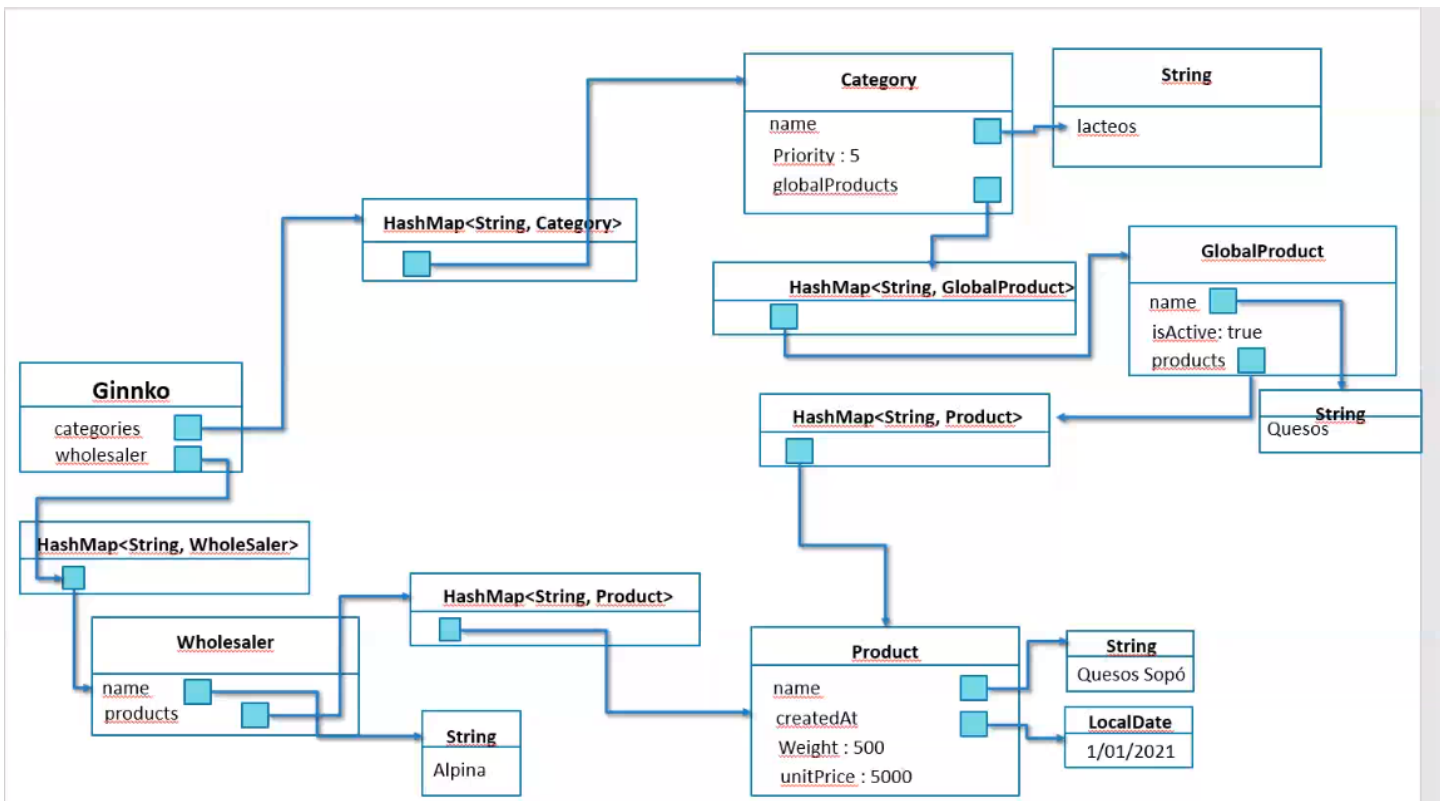 Category
name
Priority : 5
globalProducts
String
lacteos
HashMap<String, Category>
HashMap<String, GlobalProduct>
GlobalProduct
name
isActive: true
products
String
Quesos
Ginnko
categories
wholesaler
HashMap<String, Product>
HashMap<String, WholeSaler>
Wholesaler
name
products
HashMap<String, Product>
String
Alpina
Product
name
createdAt
Weight : 500
unitPrice : 5000
String
Quesos Sopó
LocalDate
1/01/2021